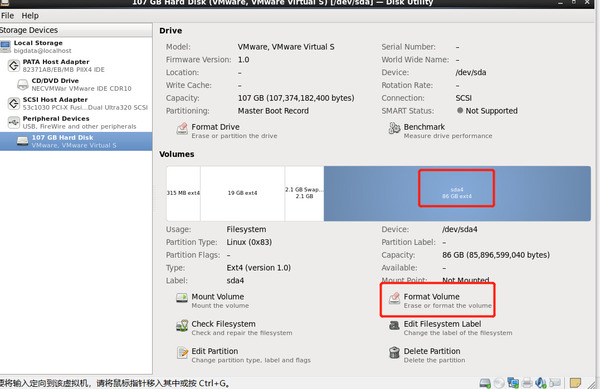 107 GB Hard Disk (VMware, VMware Virtual S) [/dev/sda] — Disk Utility
File Help
Storage Devices
Local Storage
bigdata@localhost
PATA Host Adapter
82371AB/EB/MB PIIX4 IDE
CD/DVD Drive
NECVMWar VMware IDE CDR10
SCSI Host Adapter
53c1030 PCI-X Fusi...Dual Ultra320 SCSI
Peripheral Devices
USB, FireWire and other peripherals
107 GB Hard Disk
VMware, VMware Virtual S
Drive
Model: VMware, VMware Virtual S Serial Number: –
Firmware Version: 1.0 World Wide Name: –
Location: – Device: /dev/sda
Write Cache: – Rotation Rate: –
Capacity: 107 GB (107,374,182,400 bytes) Connection: SCSI
Partitioning: Master Boot Record SMART Status: Not Supported
Format Drive Benchmark
Erase or partition the drive Measure drive performance
Volumes
315 MB ext4 19 GB ext4 2.1 GB Swap... sda4
2.1 GB 86 GB ext4
Usage: Filesystem Device: /dev/sda4
Partition Type: Linux (0x83) Partition Label: –
Partition Flags: – Capacity: 86 GB (85,896,599,040 bytes)
Type: Ext4 (version 1.0) Available: –
Label: sda4 Mount Point: Not Mounted
Mount Volume Format Volume
Mount the volume Erase or format the volume
Check Filesystem Edit Filesystem Label
Check and repair the filesystem Change the label of the filesystem
Edit Partition Delete Partition
Change partition type, label and flags Delete the partition
要将输入定向到该虚拟机，请将鼠标指针移入其中或按 Ctrl+G。